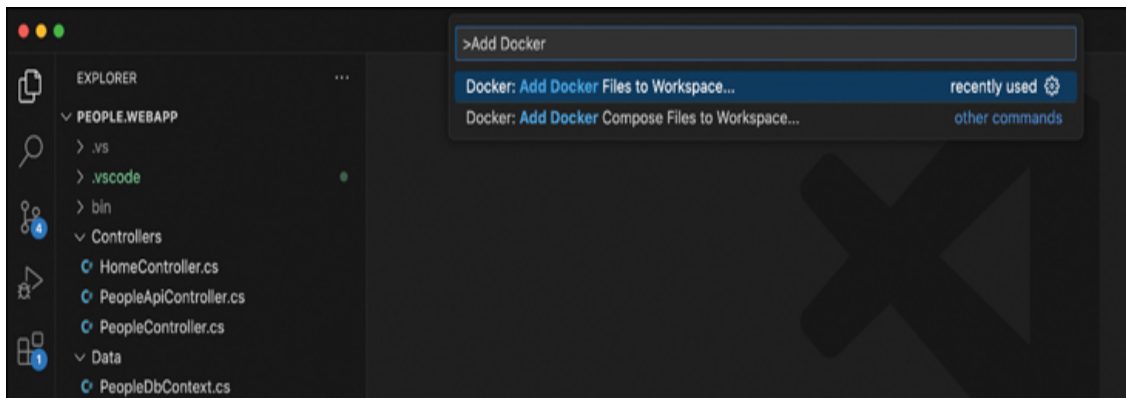 >Add Docker
Docker: Add Docker Files to Workspace... recently used
Docker: Add Docker Compose Files to Workspace... other commands
EXPLORER ...
PEOPLE.WEBAPP
.vs
.vscode
bin
Controllers
HomeController.cs
PeopleApiController.cs
PeopleController.cs
Data
PeopleDbContext.cs
4
1